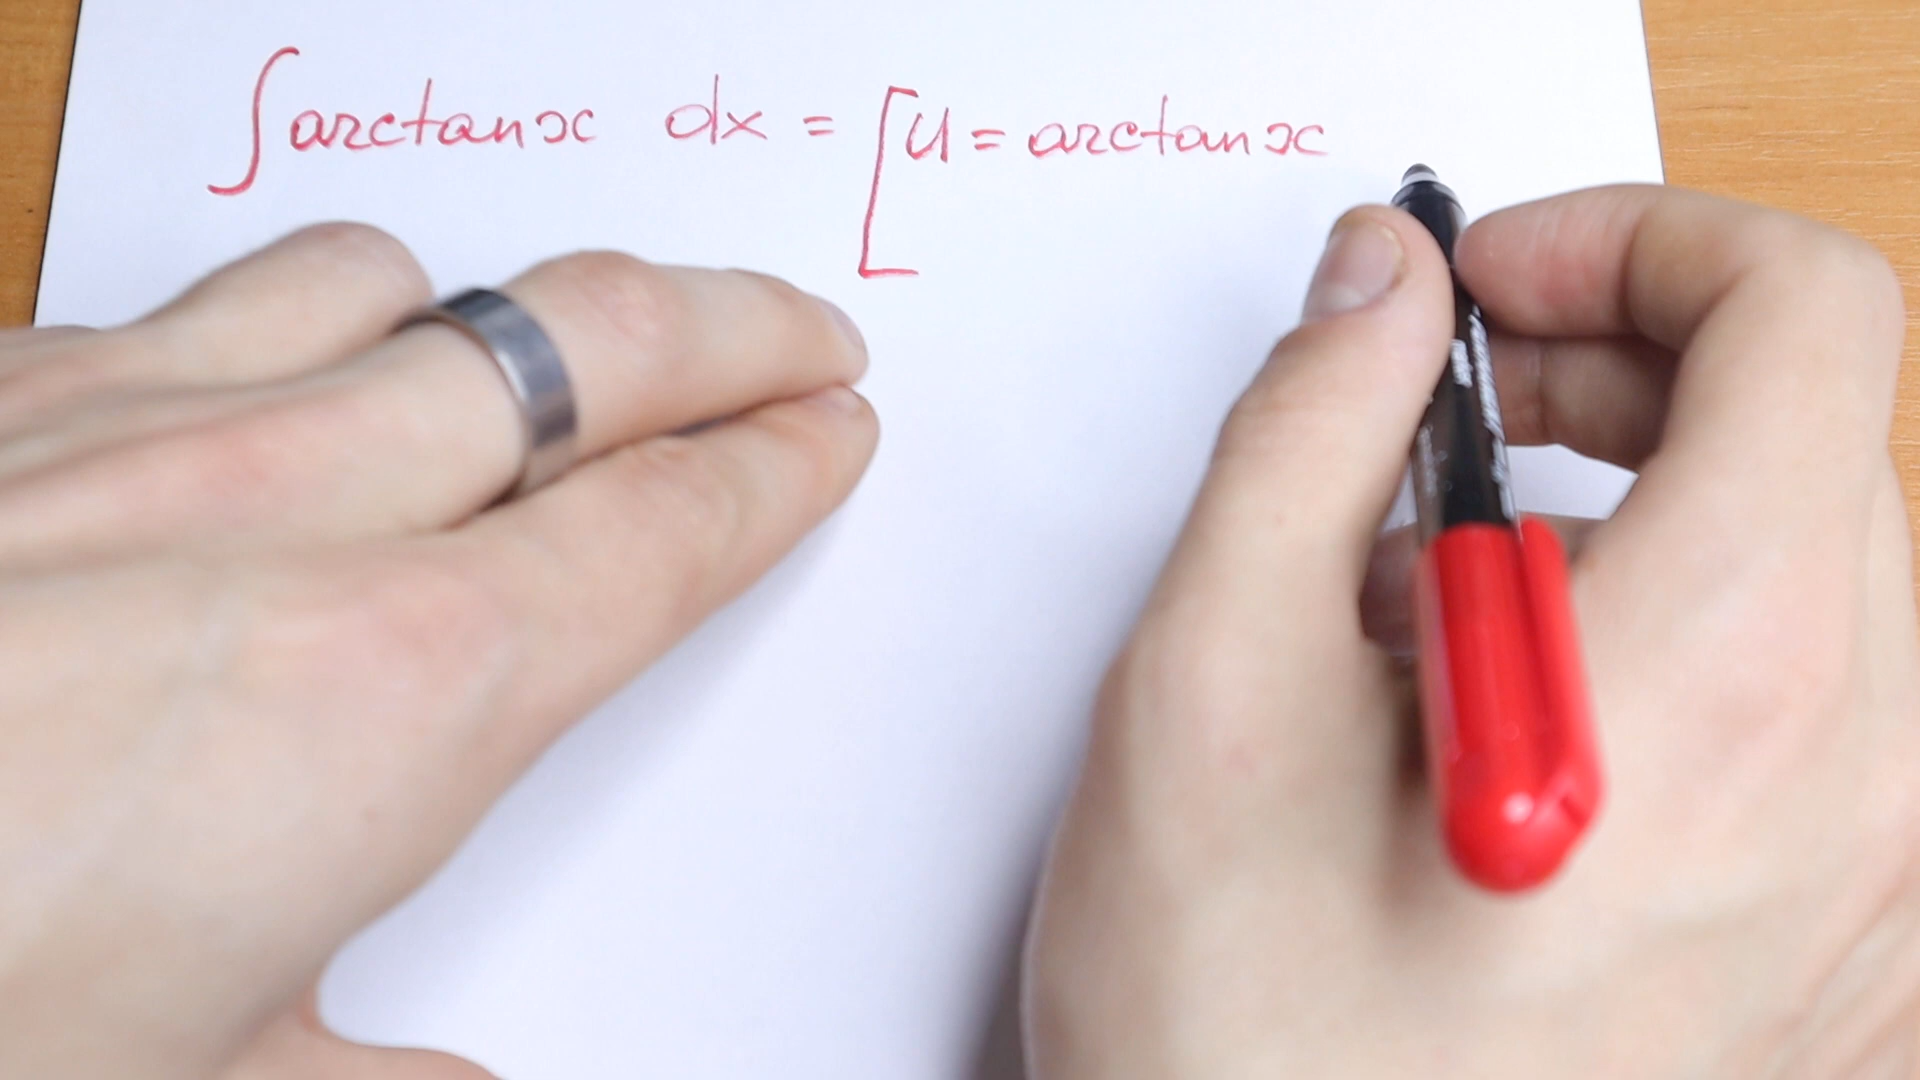 ∫ arctan x dx = [ u = arctan x